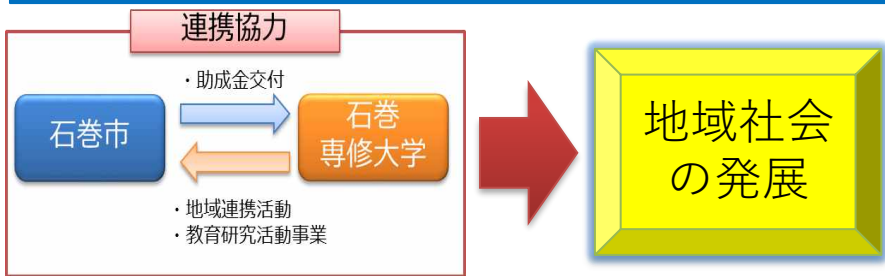 連携協力
・助成金交付
石巻市
石巻
専修大学
・地域連携活動
・教育研究活動事業
地域社会
の発展